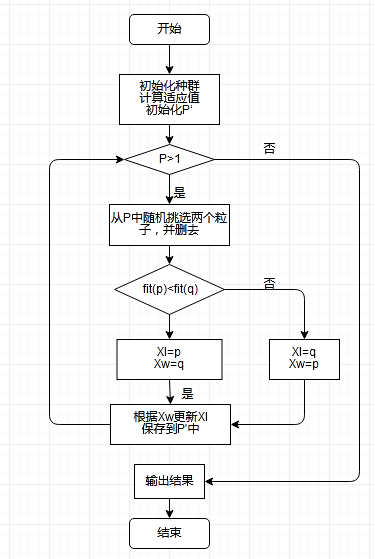 开始
初始化种群
计算适应值
初始化P'
P>1
否
是
从P中随机挑选两个粒
子，并删去
fit(p)<fit(q)
否
Xl=p
Xw=q
Xl=q
Xw=p
是
根据Xw更新Xl
保存到P'中
输出结果
结束